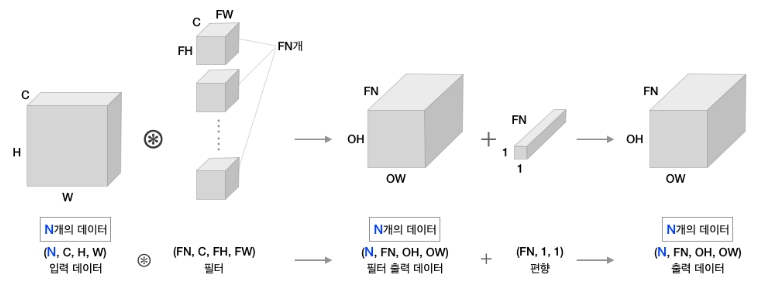 C
FW
FH
FN개
C
H
W
FN
OH
OW
+
FN
1
1
FN
OH
OW
N개의 데이터
N개의 데이터
N개의 데이터
(N, C, H, W)
(FN, C, FH, FW)
(N, FN, OH, OW)
+
(FN, 1, 1)
(N, FN, OH, OW)
입력 데이터
필터
필터 출력 데이터
편향
출력 데이터